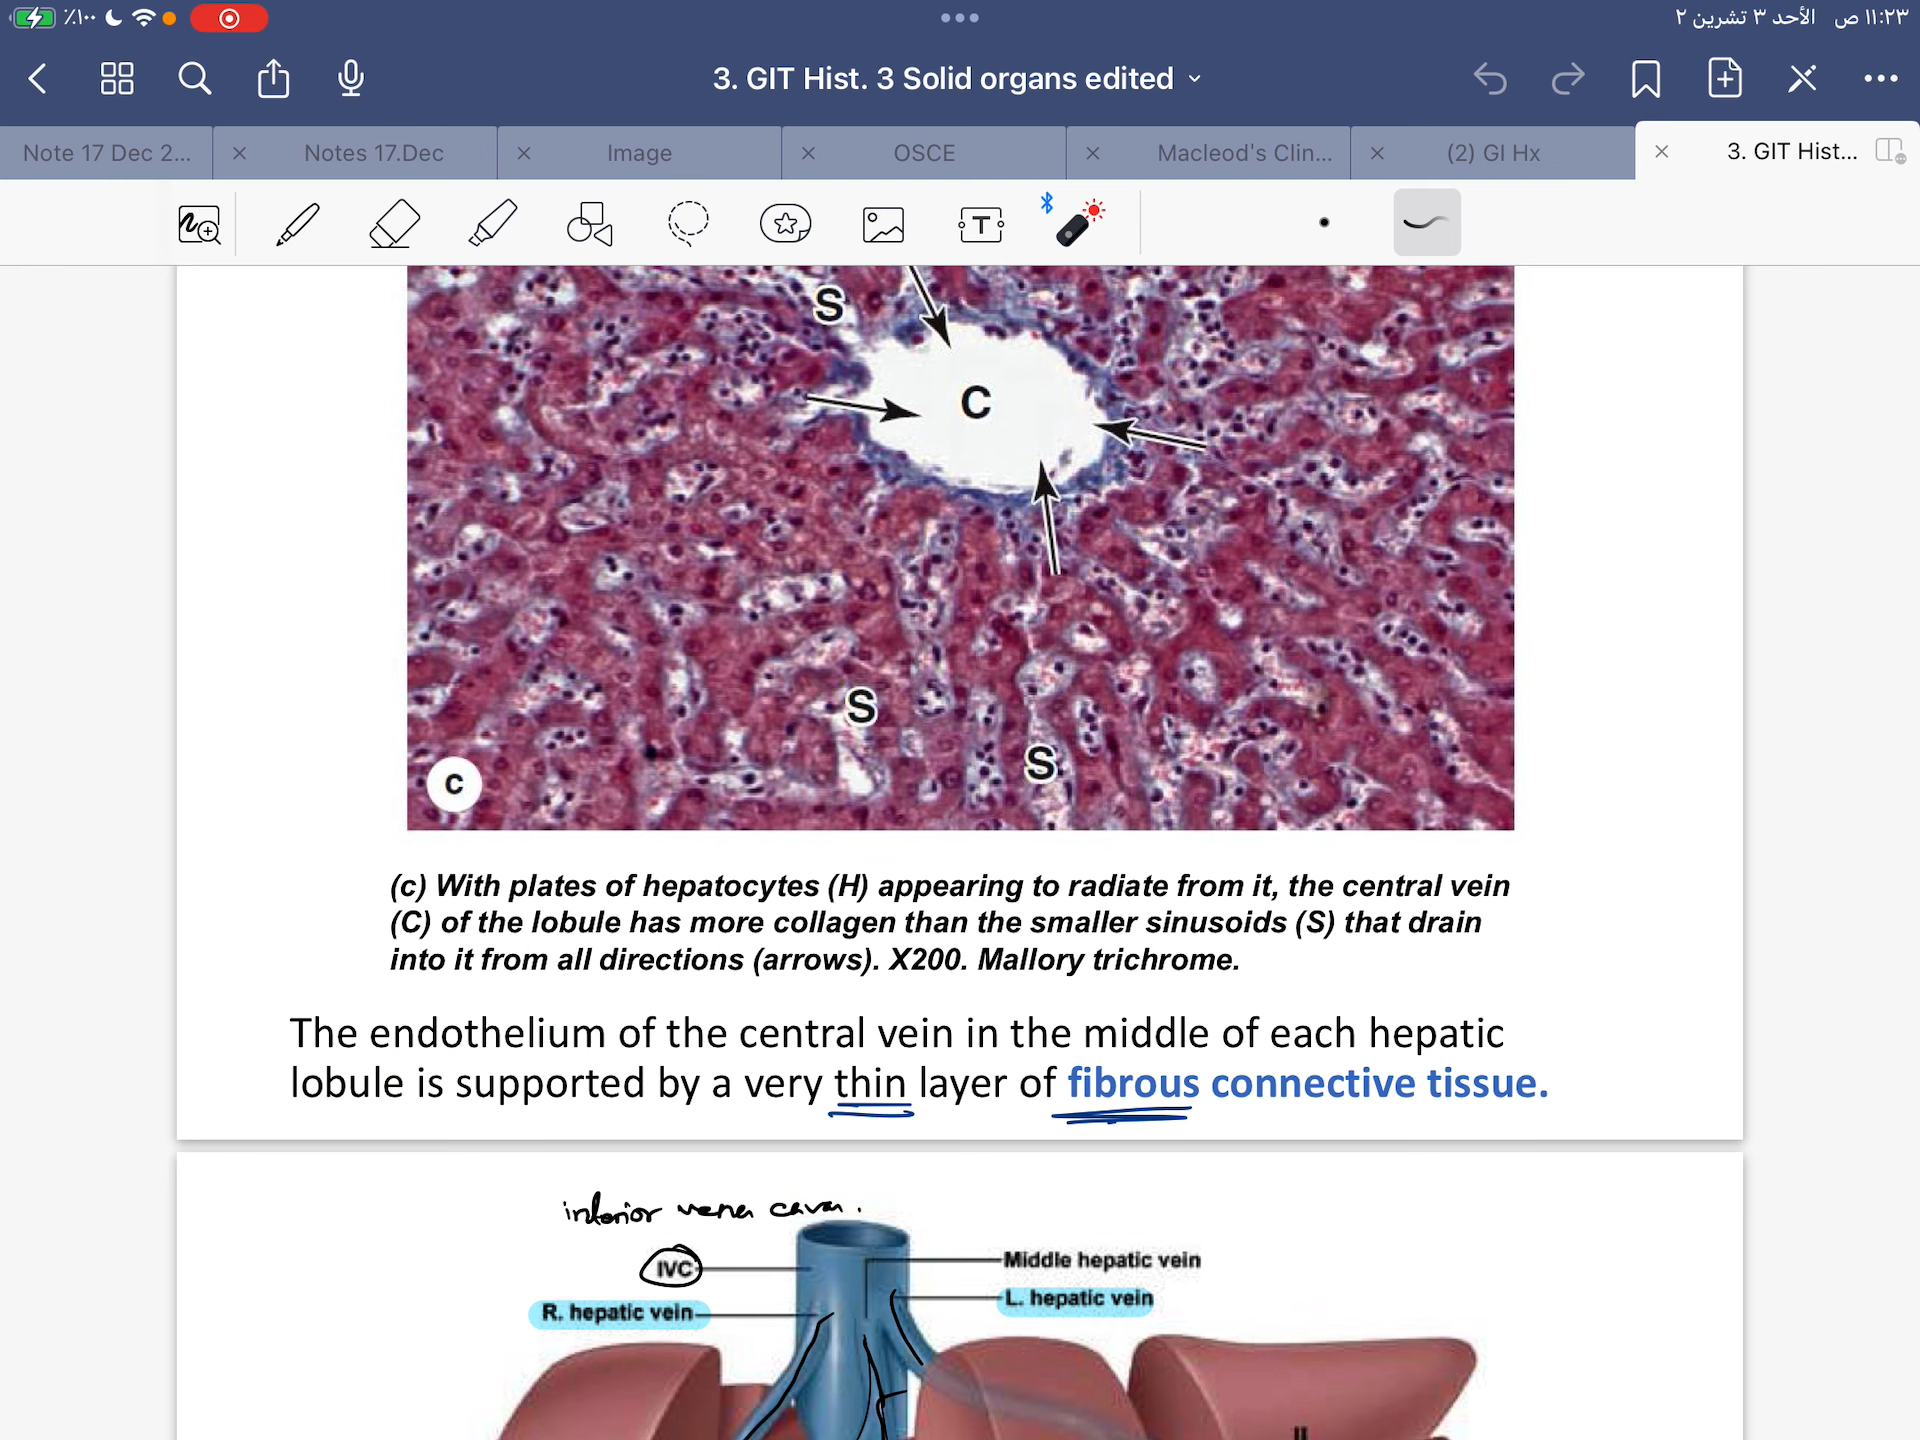 ٪١٠٠
١١:٢٣ ص الأحد ٣ تشرين ٢
3. GIT Hist. 3 Solid organs edited
Note 17 Dec 2...
Notes 17.Dec
Image
OSCE
Macleod's Clin...
(2) GI Hx
3. GIT Hist...
T
S
C
S
S
c
(c) With plates of hepatocytes (H) appearing to radiate from it, the central vein
(C) of the lobule has more collagen than the smaller sinusoids (S) that drain
into it from all directions (arrows). X200. Mallory trichrome.
The endothelium of the central vein in the middle of each hepatic
lobule is supported by a very thin layer of fibrous connective tissue.
inferior vena cava.
IVC
Middle hepatic vein
R. hepatic vein
L. hepatic vein